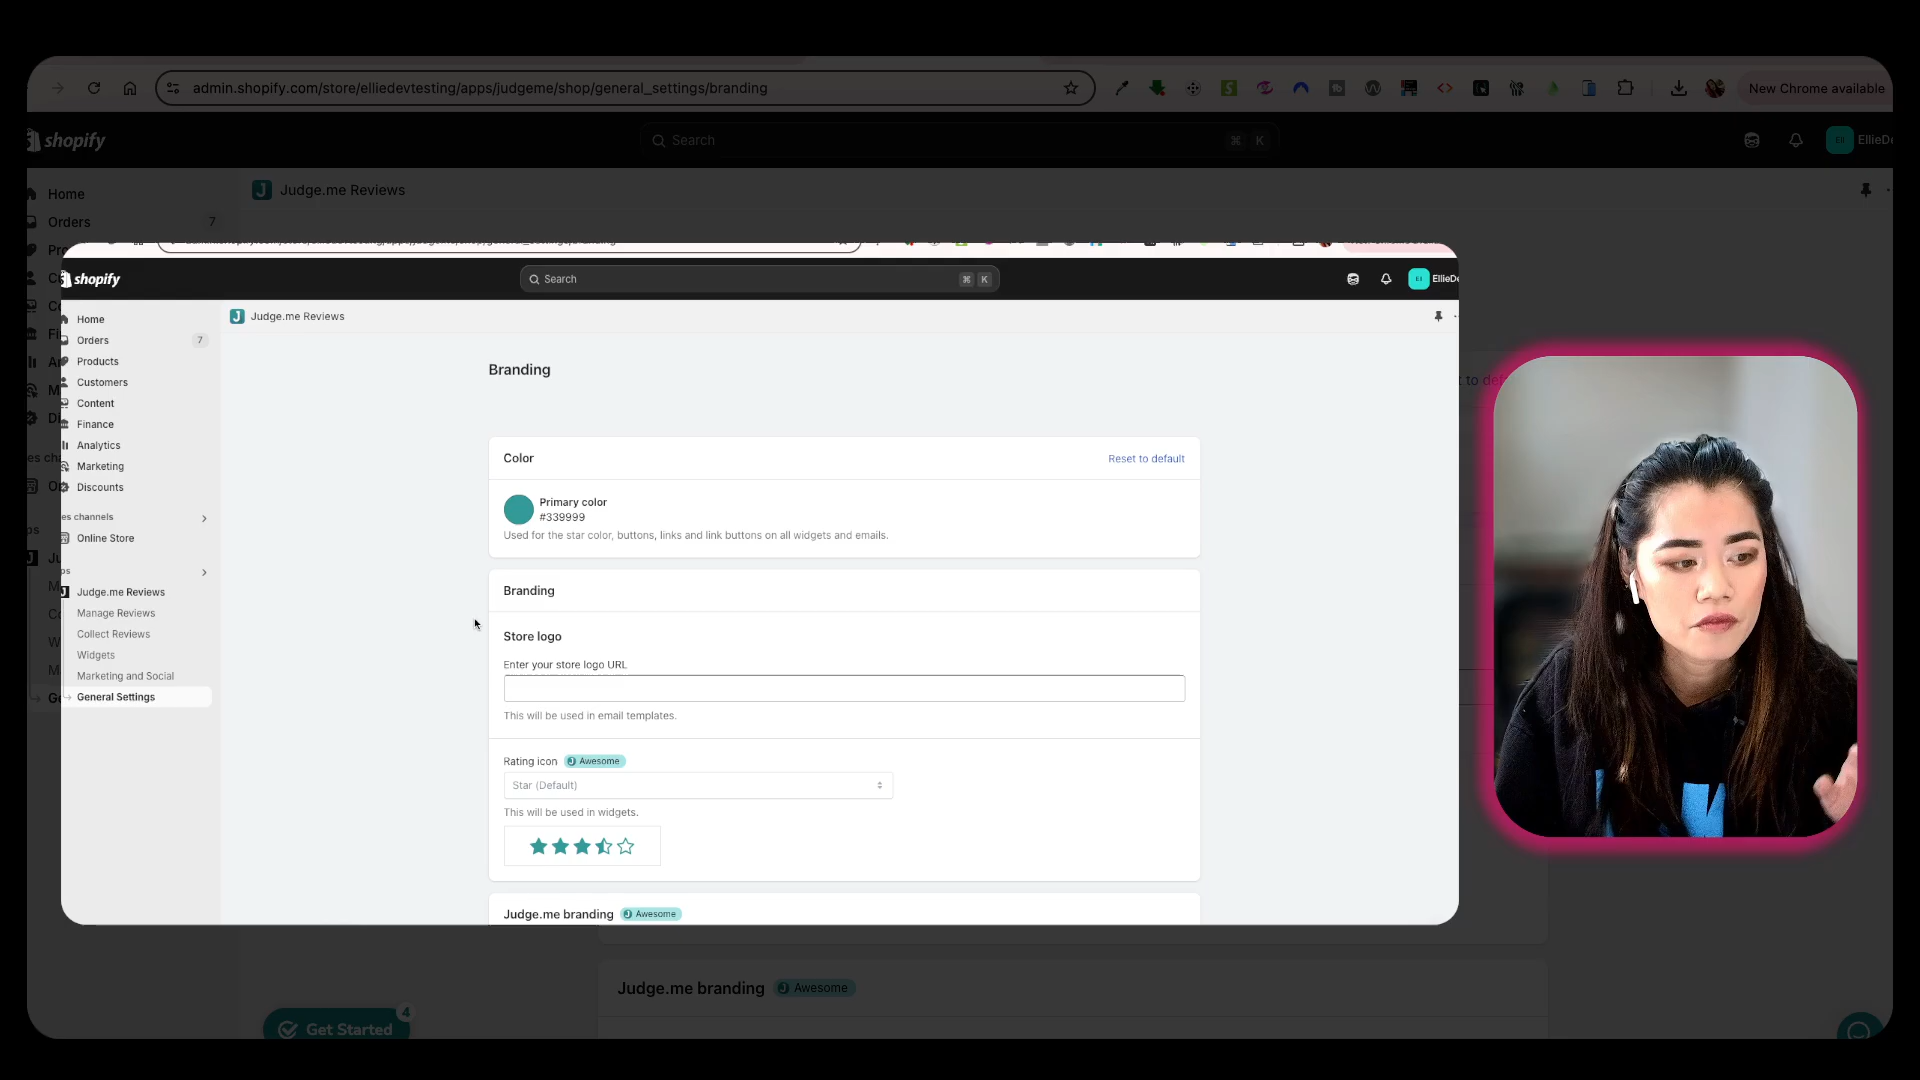 admin.shopify.com/store/elliedevtesting/apps/judgeme/shop/general_settings/branding
New Chrome available
shopify
Search
⌘ K
Judge.me Reviews
Home
Orders
7
shopify
Search
⌘ K
Judge.me Reviews
Home
Orders 7
Products
Customers
Content
Finance
Analytics
Marketing
Discounts
es channels
Online Store
ps
Judge.me Reviews
Manage Reviews
Collect Reviews
Widgets
Marketing and Social
General Settings
Branding
Color
Reset to default
Primary color
#339999
Used for the star color, buttons, links and link buttons on all widgets and emails.
Branding
Store logo
Enter your store logo URL
This will be used in email templates.
Rating icon Awesome
Star (Default)
This will be used in widgets.
Judge.me branding Awesome
Judge.me branding Awesome
Get Started
4